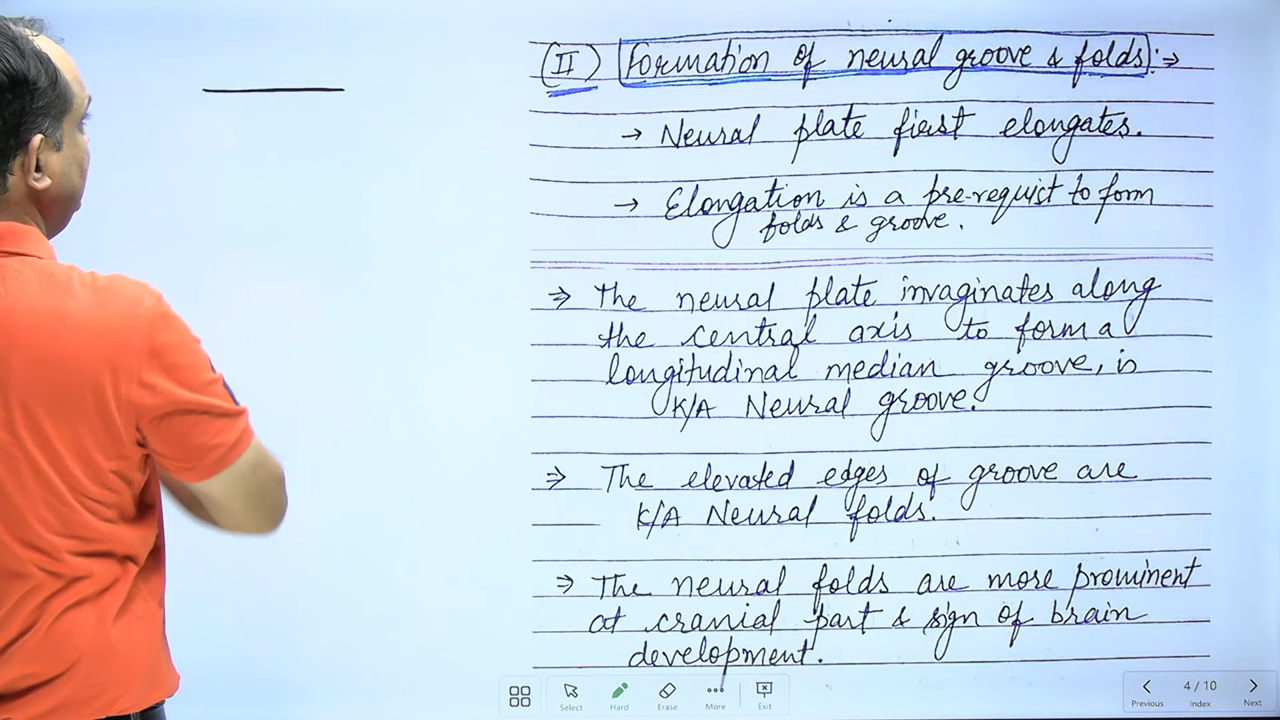 (II) Formation of neural groove & folds :⇒
→ Neural plate first elongates.
→ Elongation is a pre-requist to form
folds & groove.
⇒ The neural plate invaginates along
the central axis to form a
longitudinal median groove, is
K/A Neural groove.
⇒ The elevated edges of groove are
K/A Neural folds.
⇒ The neural folds are more prominent
at cranial part & sign of brain
development.
Select Hard Erase More Exit
4 / 10
Previous Index Next